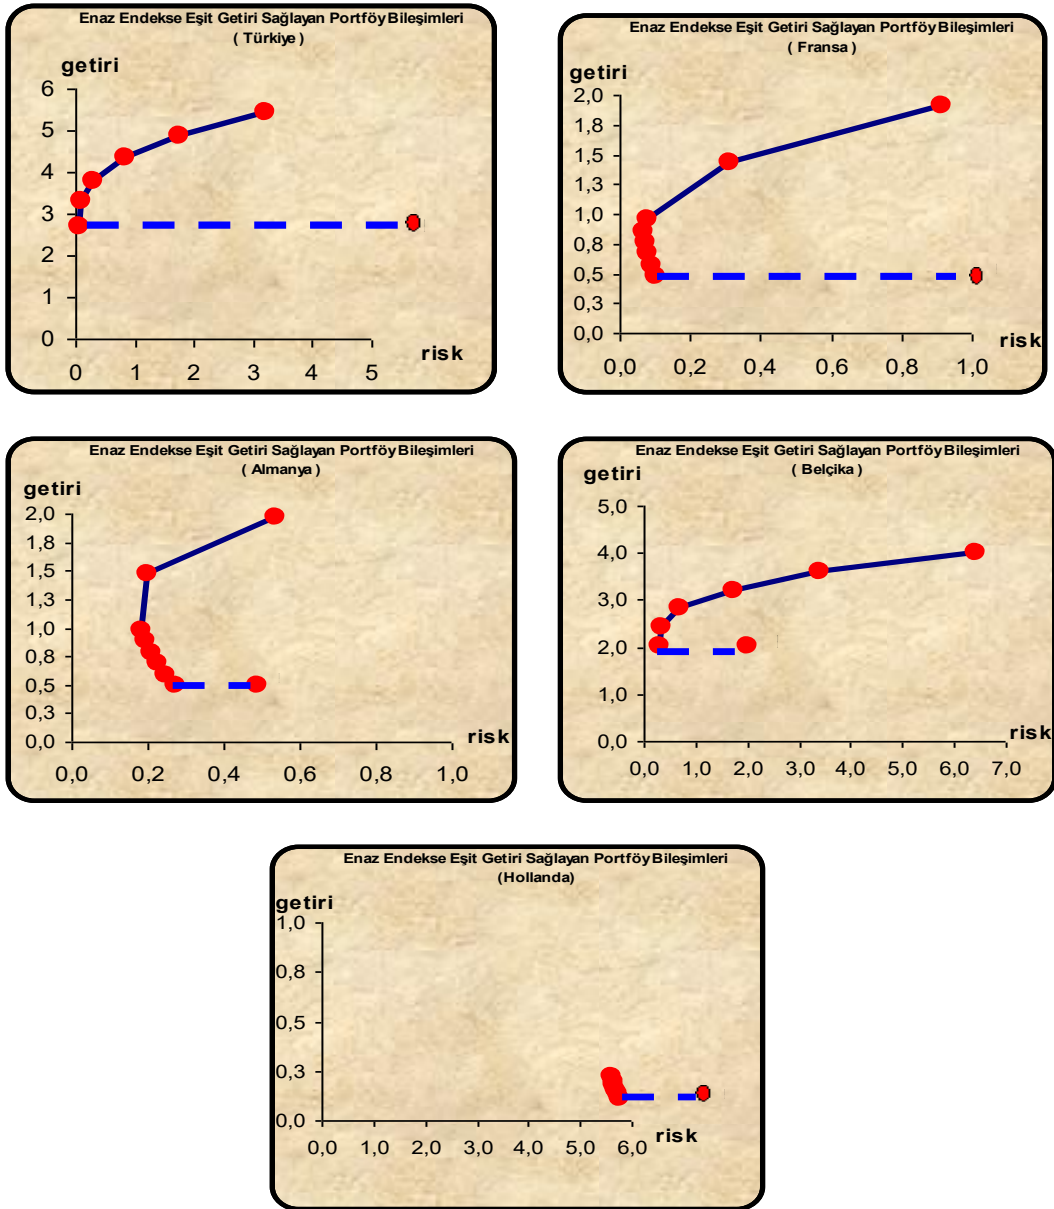 Enaz Endekse Eşit Getiri Sağlayan Portföy Bileşimleri
( Türkiye )
getiri
6
5
4
3
2
1
0
risk
0 1 2 3 4 5
Enaz Endekse Eşit Getiri Sağlayan Portföy Bileşimleri
( Fransa )
getiri
2,0
1,8
1,5
1,3
1,0
0,8
0,5
0,3
0,0
risk
0,0 0,2 0,4 0,6 0,8 1,0
Enaz Endekse Eşit Getiri Sağlayan Portföy Bileşimleri
( Almanya )
getiri
2,0
1,8
1,5
1,3
1,0
0,8
0,5
0,3
0,0
risk
0,0 0,2 0,4 0,6 0,8 1,0
Enaz Endekse Eşit Getiri Sağlayan Portföy Bileşimleri
( Belçika )
getiri
5,0
4,0
3,0
2,0
1,0
0,0
risk
0,0 1,0 2,0 3,0 4,0 5,0 6,0 7,0
Enaz Endekse Eşit Getiri Sağlayan Portföy Bileşimleri
(Hollanda)
getiri
1,0
0,8
0,5
0,3
0,0
risk
0,0 1,0 2,0 3,0 4,0 5,0 6,0